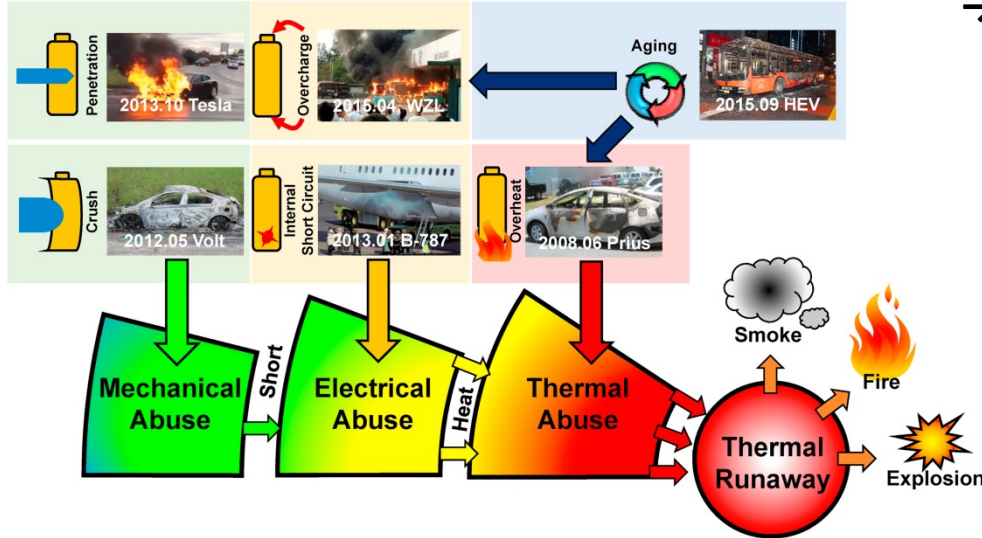 Penetration
2013.10 Tesla
Overcharge
2015.04 WZL
Aging
2015.09 HEV
Crush
2012.05 Volt
Internal
Short Circuit
2013.01 B-787
Overheat
2008.06 Prius
Mechanical
Abuse
Short
Electrical
Abuse
Heat
Thermal
Abuse
Thermal
Runaway
Smoke
Fire
Explosion